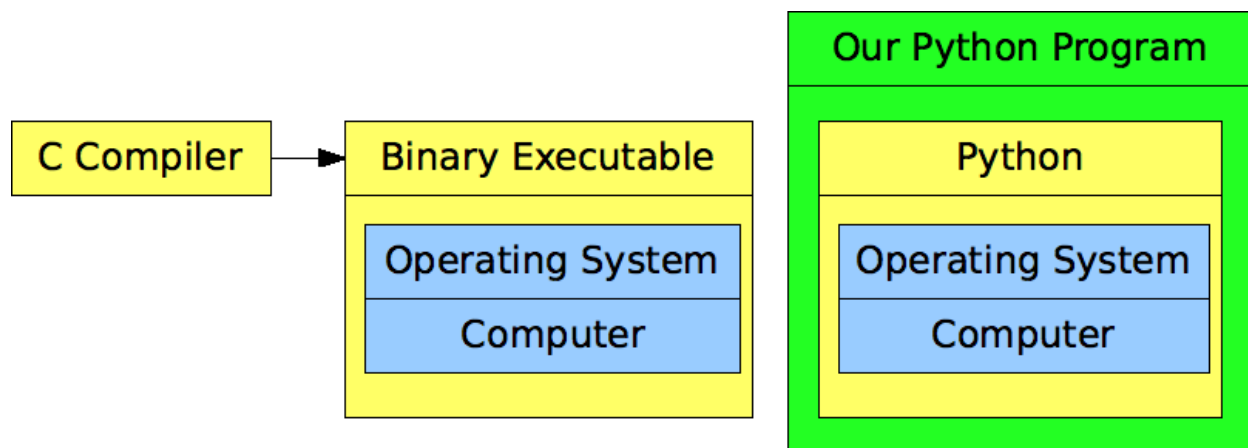 C Compiler
Binary Executable
Operating System
Computer
Our Python Program
Python
Operating System
Computer